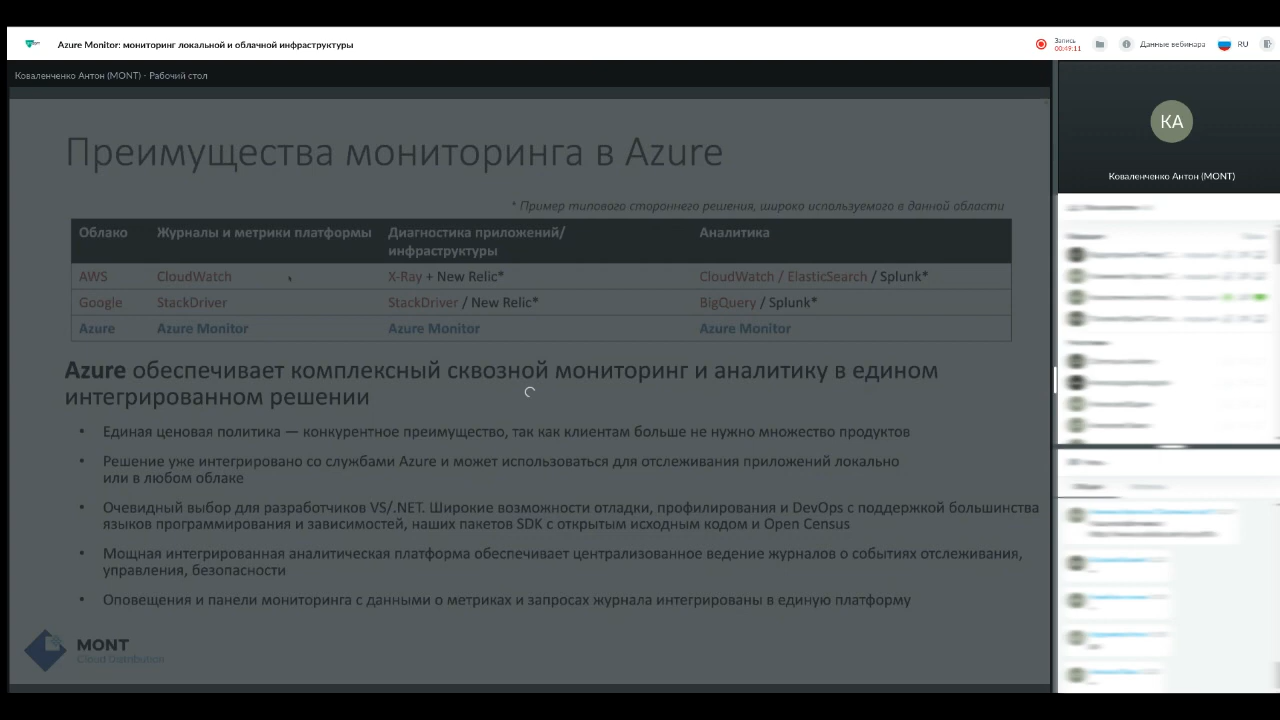 Azure Monitor: мониторинг локальной и облачной инфраструктуры
Запись
00:49:11
Данные вебинара
RU
Коваленченко Антон (MONT) - Рабочий стол
KA
Коваленченко Антон (MONT)
Преимущества мониторинга в Azure
* Пример типового стороннего решения, широко используемого в данной области
Облако Журналы и метрики платформы Диагностика приложений/ Аналитика
инфраструктуры
AWS CloudWatch X-Ray + New Relic* CloudWatch / ElasticSearch / Splunk*
Google StackDriver StackDriver / New Relic* BigQuery / Splunk*
Azure Azure Monitor Azure Monitor Azure Monitor
Azure обеспечивает комплексный сквозной мониторинг и аналитику в едином
интегрированном решении
• Единая ценовая политика — конкурентное преимущество, так как клиентам больше не нужно множество продуктов
• Решение уже интегрировано со службами Azure и может использоваться для отслеживания приложений локально
или в любом облаке
• Очевидный выбор для разработчиков VS/.NET. Широкие возможности отладки, профилирования и DevOps с поддержкой большинства
языков программирования и зависимостей, наших пакетов SDK с открытым исходным кодом и Open Census
• Мощная интегрированная аналитическая платформа обеспечивает централизованное ведение журналов о событиях отслеживания,
управления, безопасности
• Оповещения и панели мониторинга с данными о метриках и запросах журнала интегрированы в единую платформу
MONT
Cloud Distribution